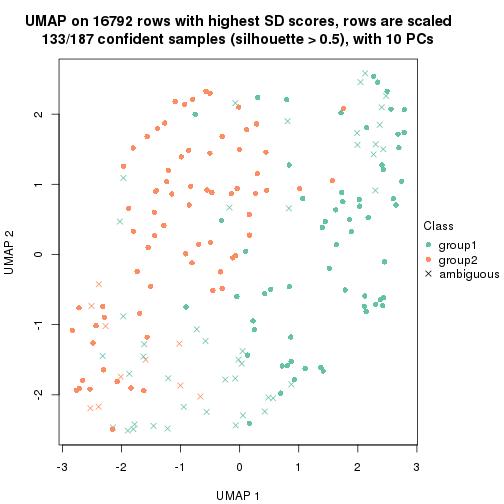 UMAP on 16792 rows with highest SD scores, rows are scaled
133/187 confident samples (silhouette > 0.5), with 10 PCs
2
1
0
-1
-2
UMAP 2
-3
-2
-1
0
1
2
3
UMAP 1
Class
group1
group2
ambiguous